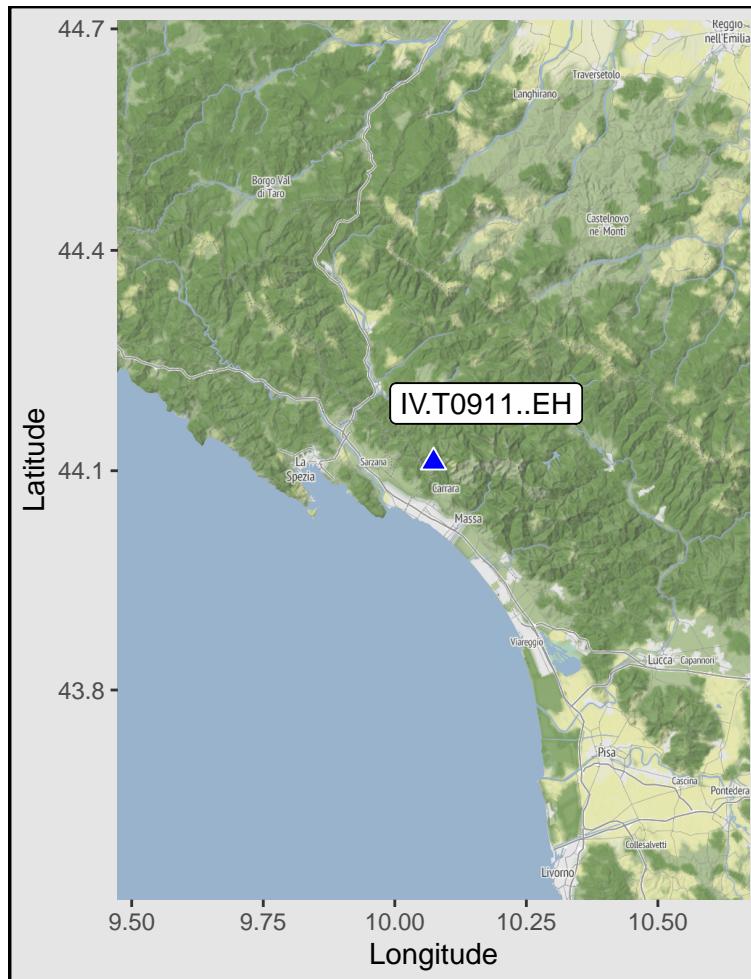 44.7
44.4
44.1
43.8
Latitude
Reggio
nell'Emilia
Traversetolo
Langhirano
Borgo Val
di Taro
Castelnovo
ne' Monti
IV.T0911..EH
La
Spezia
Sarzana
Carrara
Massa
Viareggio
Lucca
Capannori
Pisa
Cascina
Pontedera
Collesalvetti
Livorno
9.50
9.75
10.00
10.25
10.50
Longitude